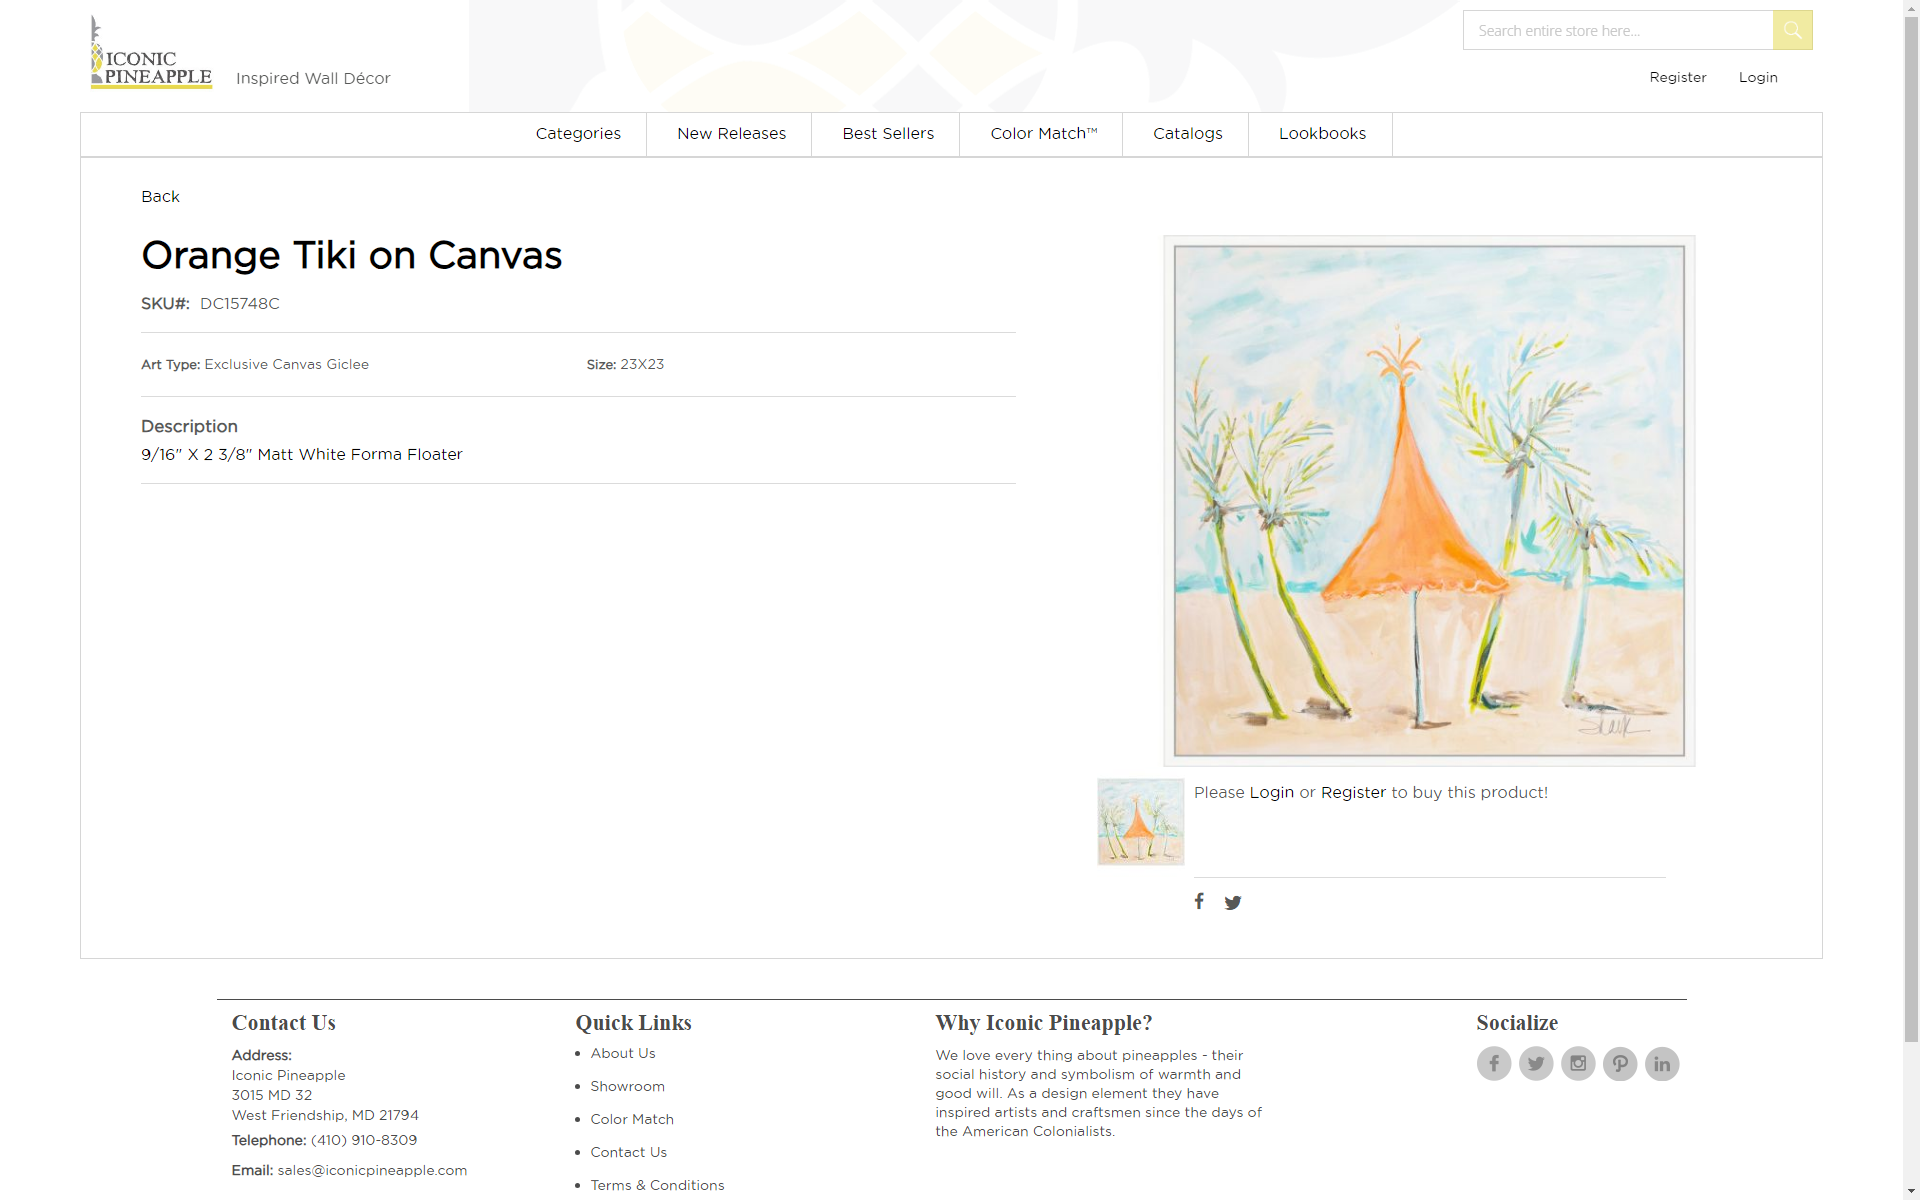 ICONIC
PINEAPPLE
Inspired Wall Décor
Search entire store here...
Register
Login
Categories
New Releases
Best Sellers
Color Match™
Catalogs
Lookbooks
Back
Orange Tiki on Canvas
SKU#: DC15748C
Art Type: Exclusive Canvas Giclee
Size: 23X23
Description
9/16" X 2 3/8" Matt White Forma Floater
Please Login or Register to buy this product!
Contact Us
Address:
Iconic Pineapple
3015 MD 32
West Friendship, MD 21794
Telephone: (410) 910-8309
Email: sales@iconicpineapple.com
Quick Links
About Us
Showroom
Color Match
Contact Us
Terms & Conditions
Why Iconic Pineapple?
We love every thing about pineapples - their
social history and symbolism of warmth and
good will. As a design element they have
inspired artists and craftsmen since the days of
the American Colonialists.
Socialize